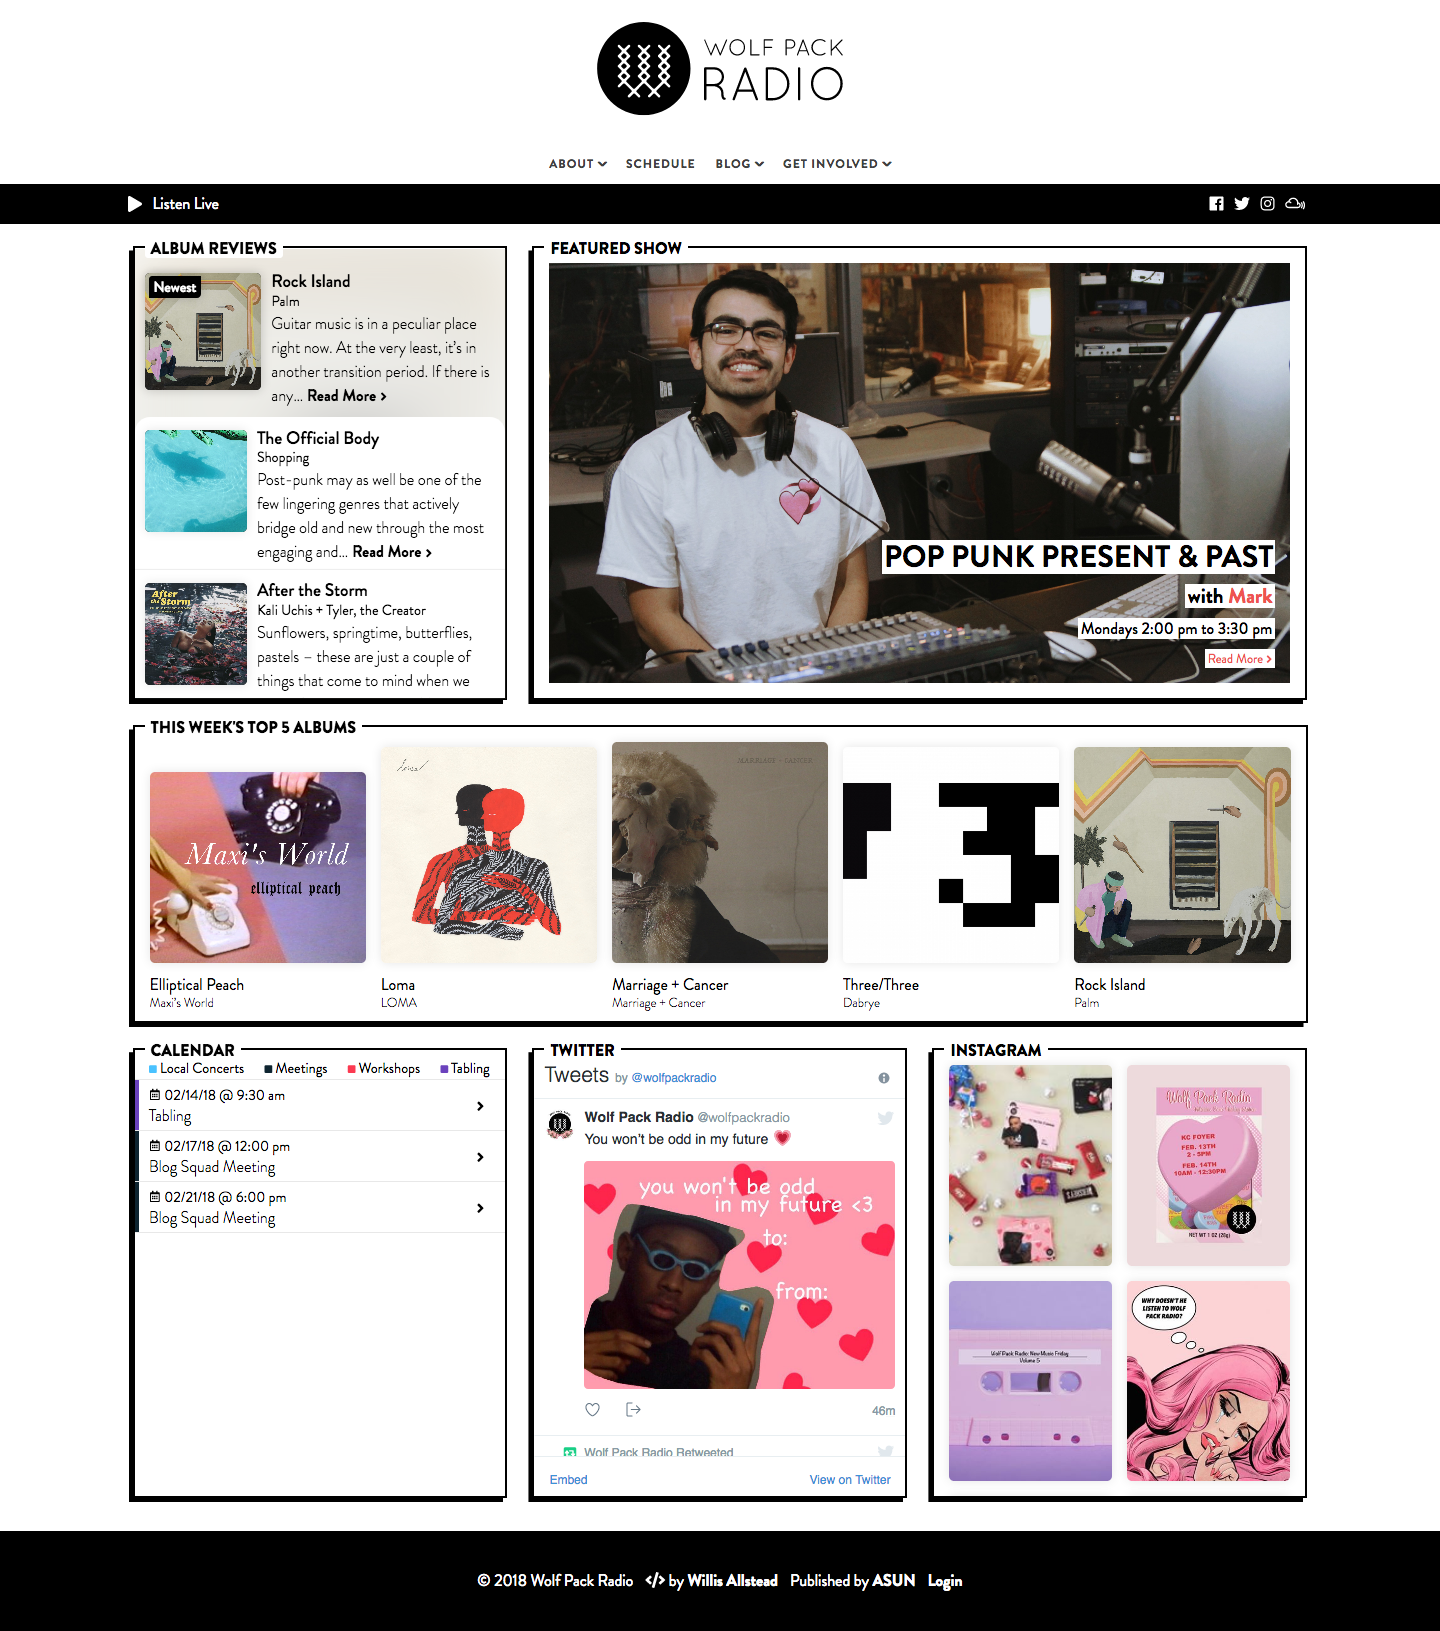 WOLF PACK
RADIO
ABOUT
SCHEDULE
BLOG
GET INVOLVED
Listen Live
ALBUM REVIEWS
Newest
Rock Island
Palm
Guitar music is in a peculiar place
right now. At the very least, it's in
another transition period. If there is
any... Read More
The Official Body
Shopping
Post-punk may as well be one of the
few lingering genres that actively
bridge old and new through the most
engaging and... Read More
After the Storm
After the Storm
Kali Uchis + Tyler, the Creator
Sunflowers, springtime, butterflies,
pastels – these are just a couple of
things that come to mind when we
FEATURED SHOW
POP PUNK PRESENT & PAST
with Mark
Mondays 2:00 pm to 3:30 pm
Read More
THIS WEEK'S TOP 5 ALBUMS
Maxi's World
elliptical peach
Elliptical Peach
Maxi's World
loma
Loma
LOMA
MARRIAGE + CANCER
Marriage + Cancer
Marriage + Cancer
Three/Three
Dabrye
Rock Island
Palm
CALENDAR
Local Concerts
Meetings
Workshops
Tabling
02/14/18 @ 9:30 am
Tabling
02/17/18 @ 12:00 pm
Blog Squad Meeting
02/21/18 @ 6:00 pm
Blog Squad Meeting
TWITTER
Tweets by @wolfpackradio
Wolf Pack Radio @wolfpackradio
You won't be odd in my future
you won't be odd
in my future <3
to:
from:
46m
Wolf Pack Radio Retweeted
Embed
View on Twitter
INSTAGRAM
Wolf Pack Radio
KC FOYER
FEB. 13TH
2 - 5PM
FEB. 14TH
10AM - 12:30PM
NET WT 1 OZ (28g)
Wolf Pack Radio: New Music Friday
Volume 5
WHY DOESN'T HE
LISTEN TO WOLF
PACK RADIO?
© 2018 Wolf Pack Radio </> by Willis Allstead Published by ASUN Login